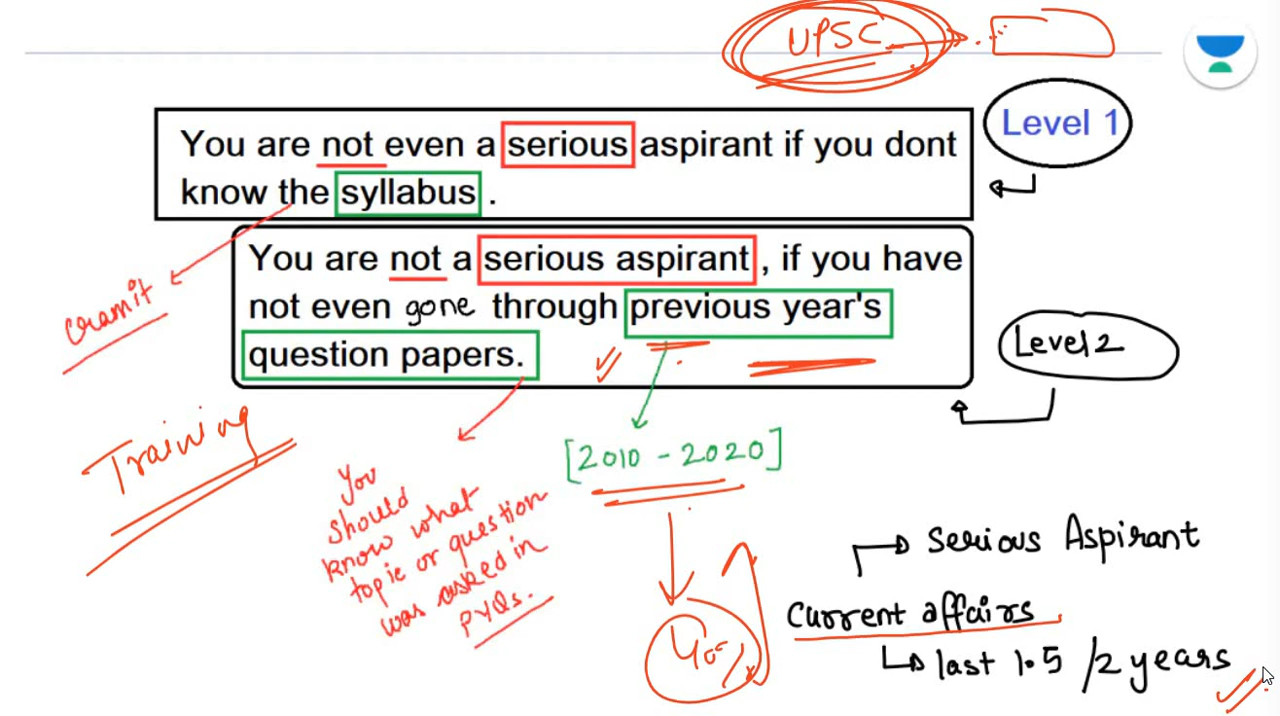 UPSC
Level 1
You are not even a serious aspirant if you dont
know the syllabus .
You are not a serious aspirant , if you have
not even gone through previous year's
question papers.
Level 2
cramit
Training
[2010 - 2020]
You
should
know what
topic or question
was asked in
PYQs.
40%
Serious Aspirant
Current affairs
last 1.5 /2 years